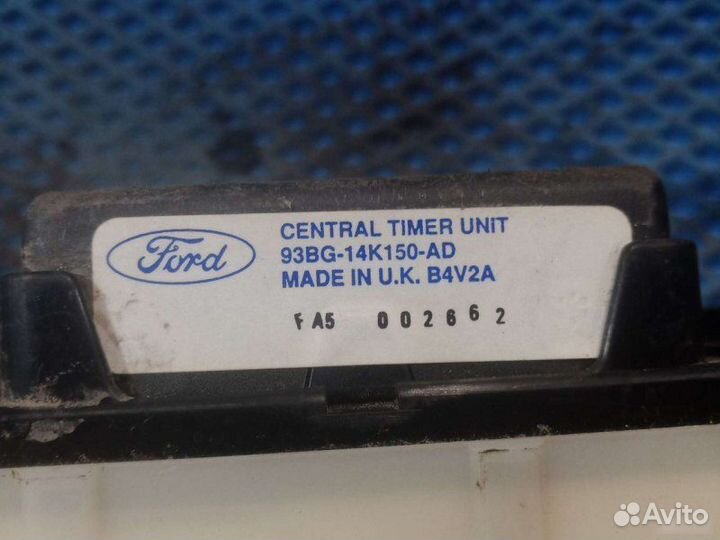 Ford
CENTRAL TIMER UNIT
93BG-14K150-AD
MADE IN U.K. B4V2A
FA5 002662
Avito